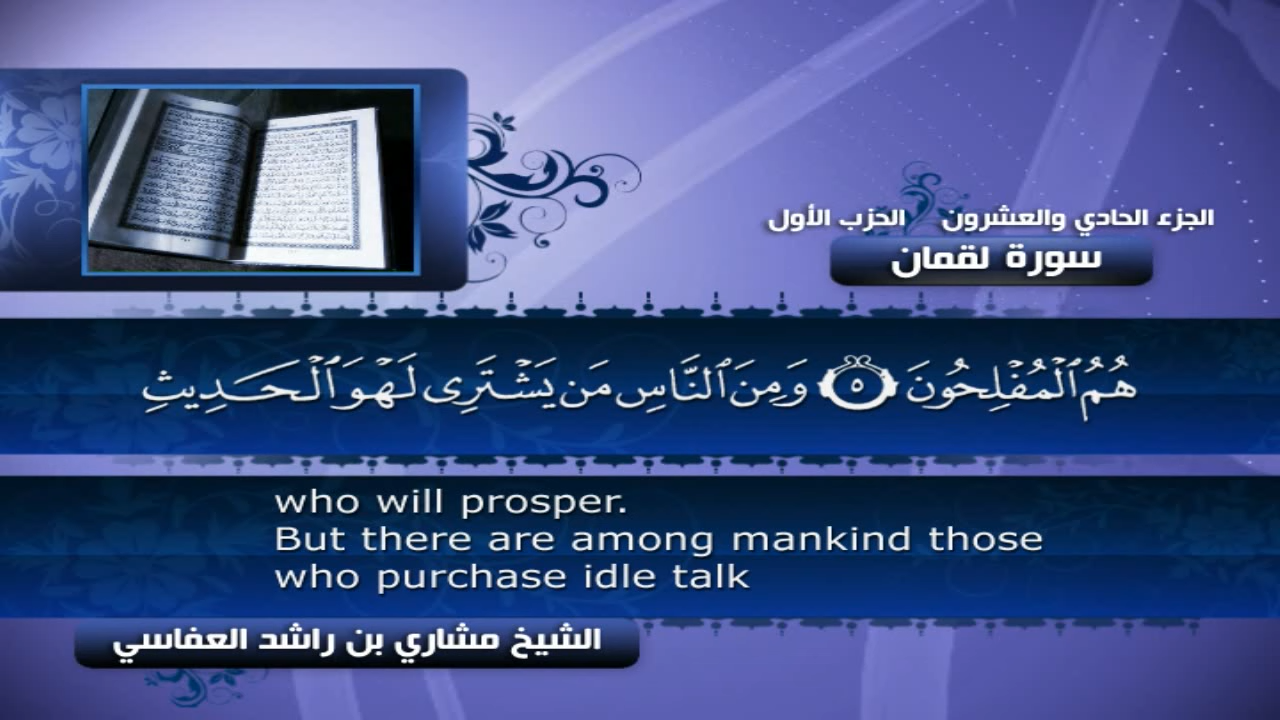 الجزء الحادي والعشرون الحزب الأول
سورة لقمان
هُمُ ٱلْمُفْلِحُونَ ٥ وَمِنَ ٱلنَّاسِ مَن يَشْتَرِى لَهْوَ ٱلْحَدِيثِ
who will prosper.
But there are among mankind those
who purchase idle talk
الشيخ مشاري بن راشد العفاسي